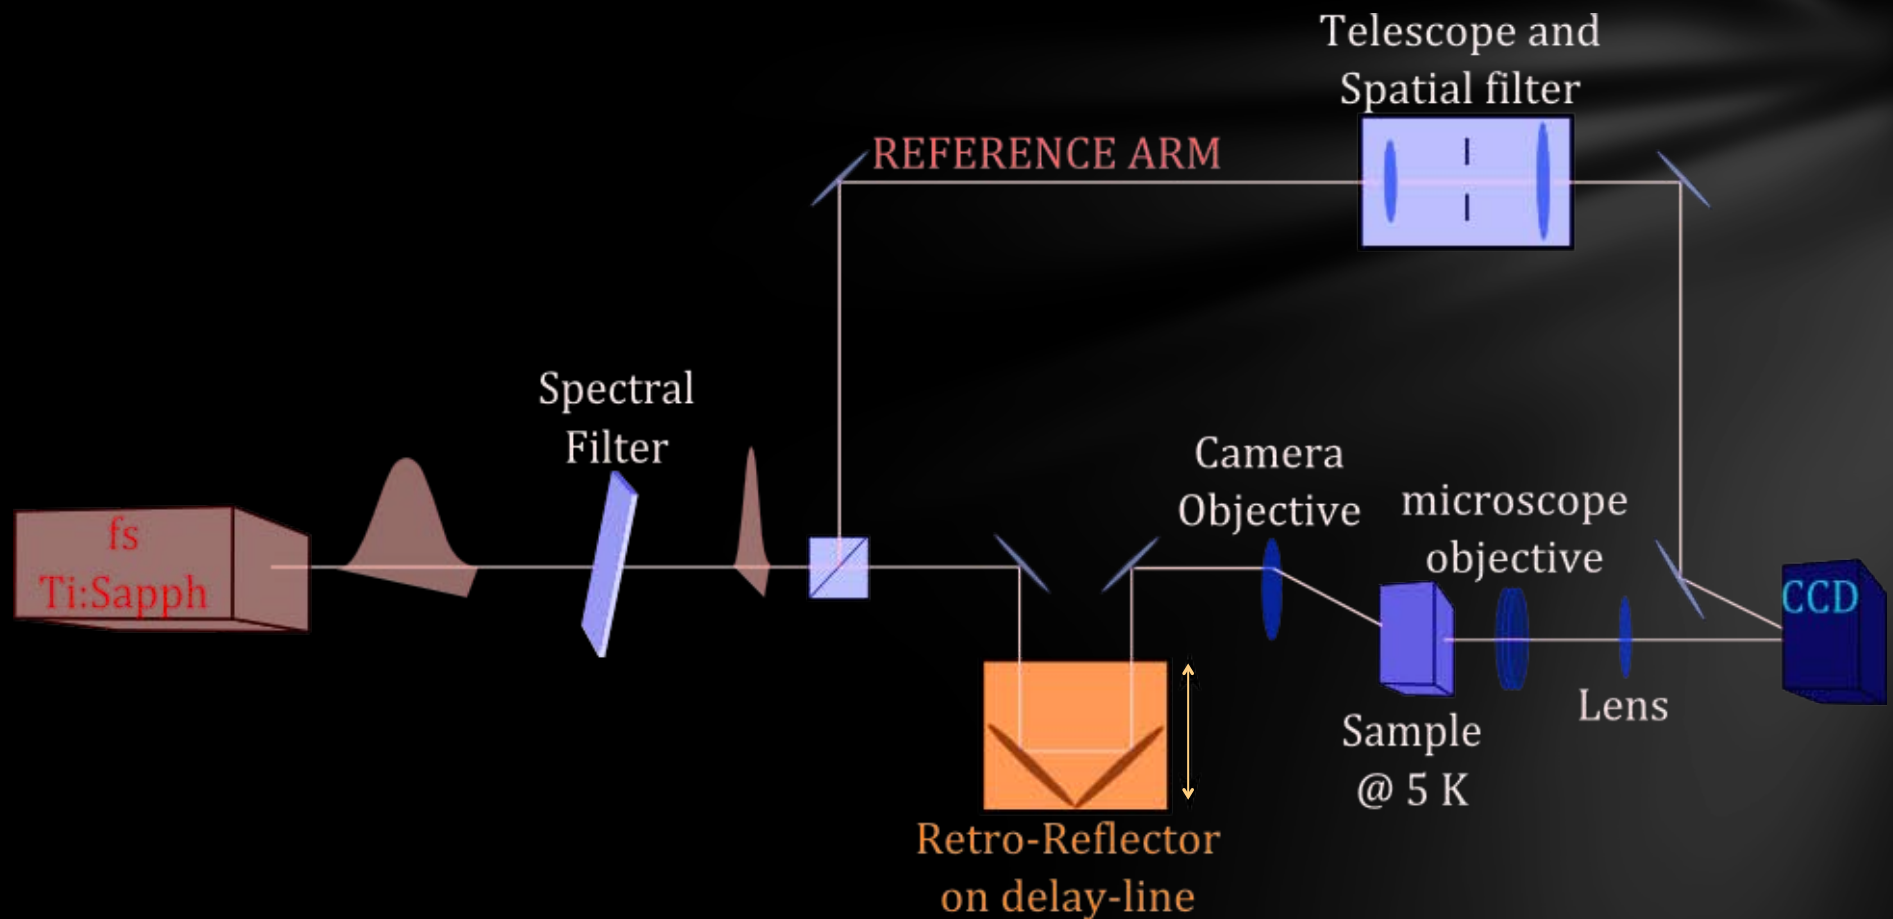 Telescope and
Spatial filter
REFERENCE ARM
Spectral
Filter
Camera
Objective
microscope
objective
fs
Ti:Sapph
CCD
Lens
Sample
@ 5 K
Retro-Reflector
on delay-line